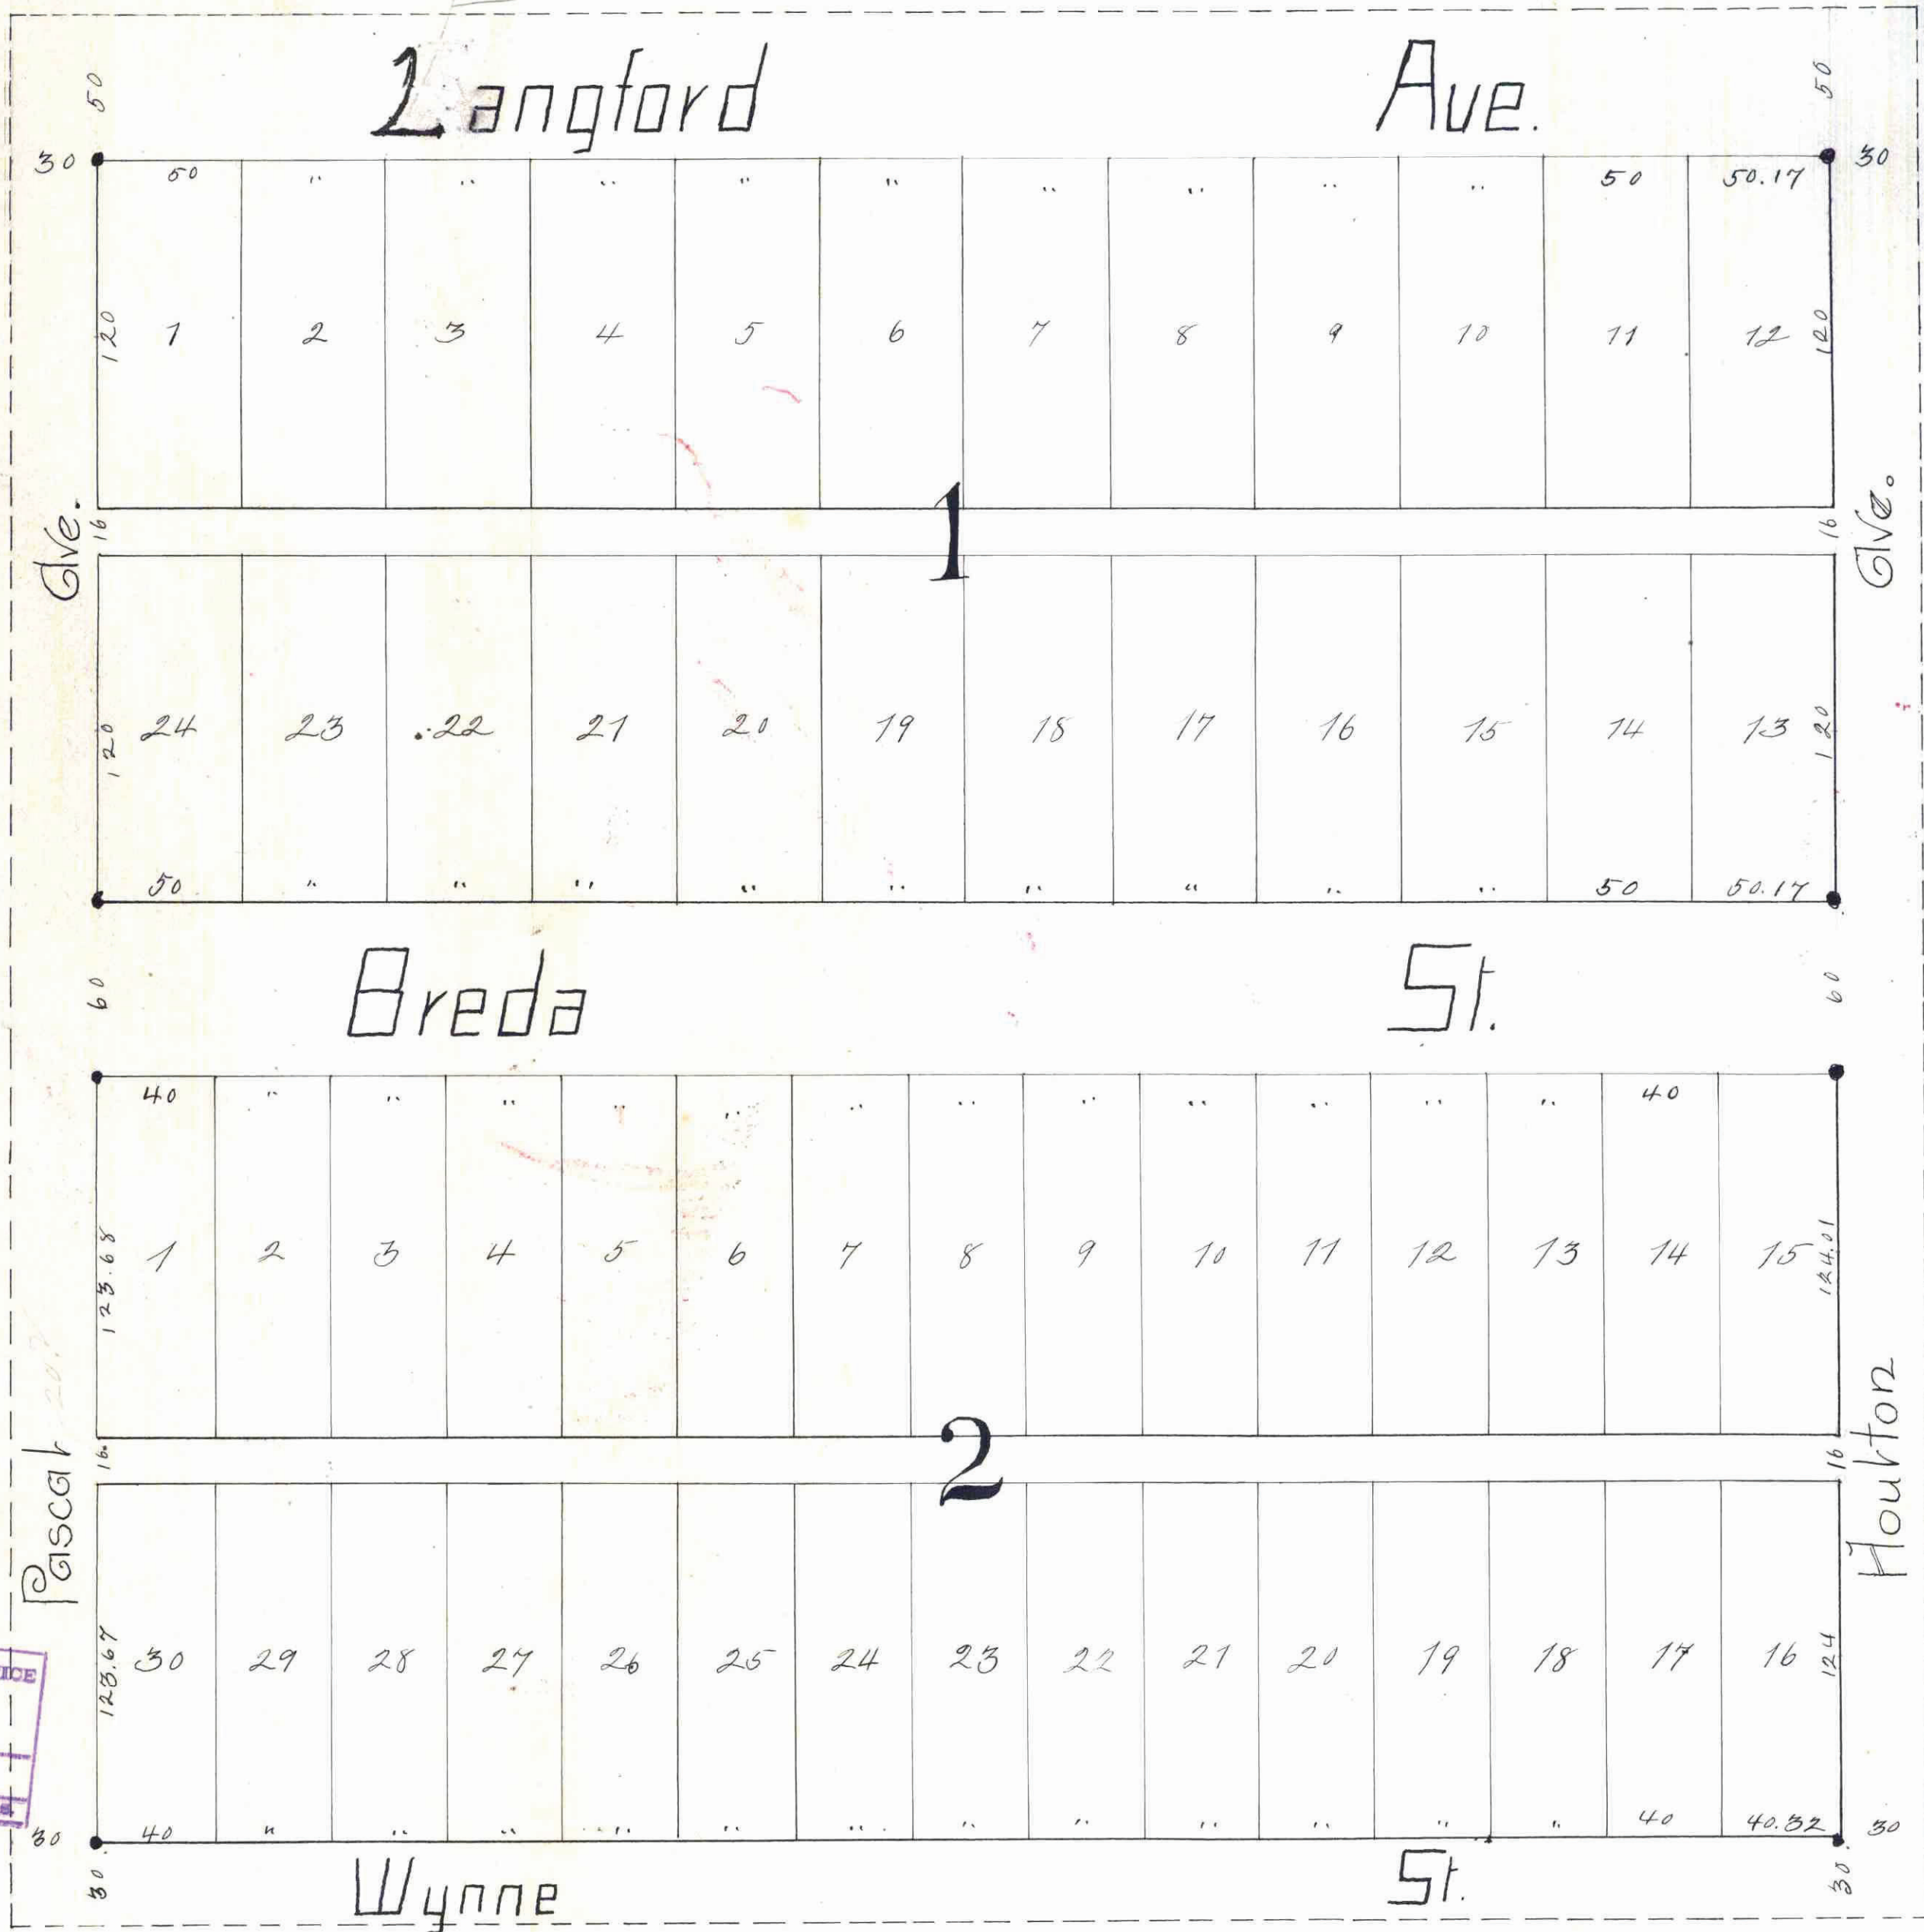 50 Langford Ave. 50
30 30
50 " " " " " " " " " 50 50.17
120 1 2 3 4 5 6 7 8 9 10 11 12 120
Ave. 16 1 16 Ave.
120 24 23 22 21 20 19 18 17 16 15 14 13 120
50 " " " " " " " " " 50 50.17
60 Breda St. 60
40 " " " " " " " " " " " " 40
123.68 1 2 3 4 5 6 7 8 9 10 11 12 13 14 15 124.01
Pascal 16 2 16 Hourton
123.67 30 29 28 27 26 25 24 23 22 21 20 19 18 17 16 124
ICE
30 40 " " " " " " " " " " " " 40 40.32 30
30 Wynne St. 30